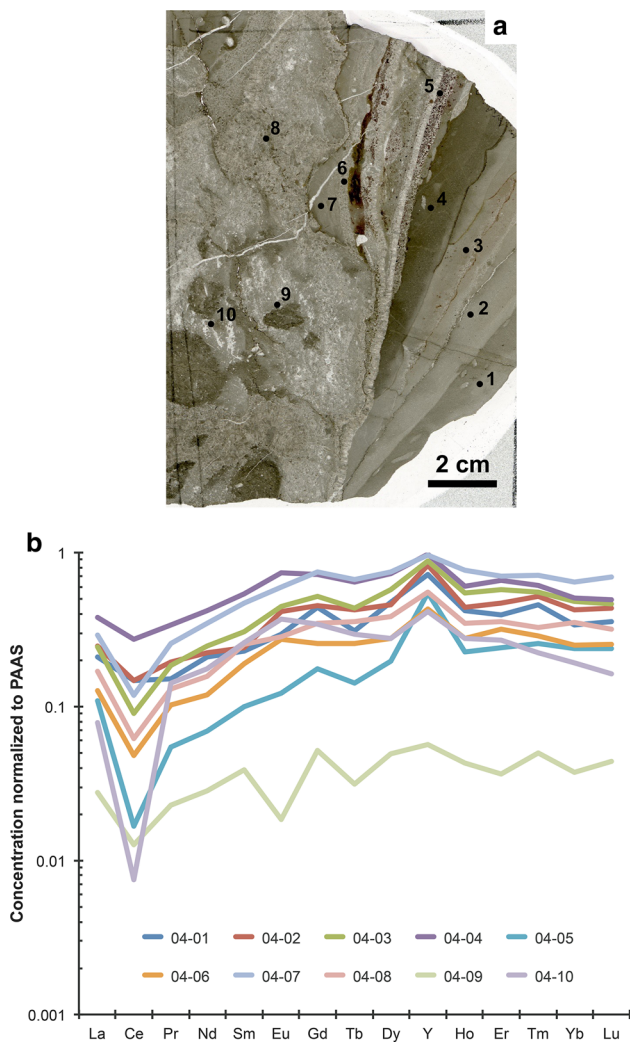 a
5
8
6
7
4
3
9
2
10
1
2 cm
b
1
0.1
0.01
0.001
Concentration normalized to PAAS
04-01 04-02 04-03 04-04 04-05
04-06 04-07 04-08 04-09 04-10
La Ce Pr Nd Sm Eu Gd Tb Dy Y Ho Er Tm Yb Lu